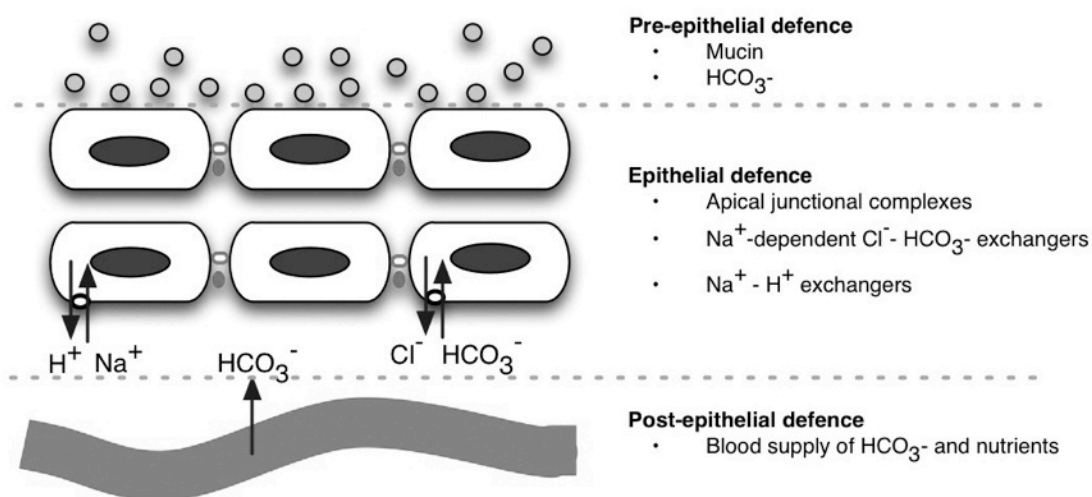 Pre-epithelial defence
• Mucin
• HCO₃-
Epithelial defence
• Apical junctional complexes
• Na⁺-dependent Cl⁻- HCO₃- exchangers
• Na⁺ - H⁺ exchangers
H⁺ Na⁺ HCO₃⁻ Cl⁻ HCO₃⁻
Post-epithelial defence
• Blood supply of HCO₃- and nutrients